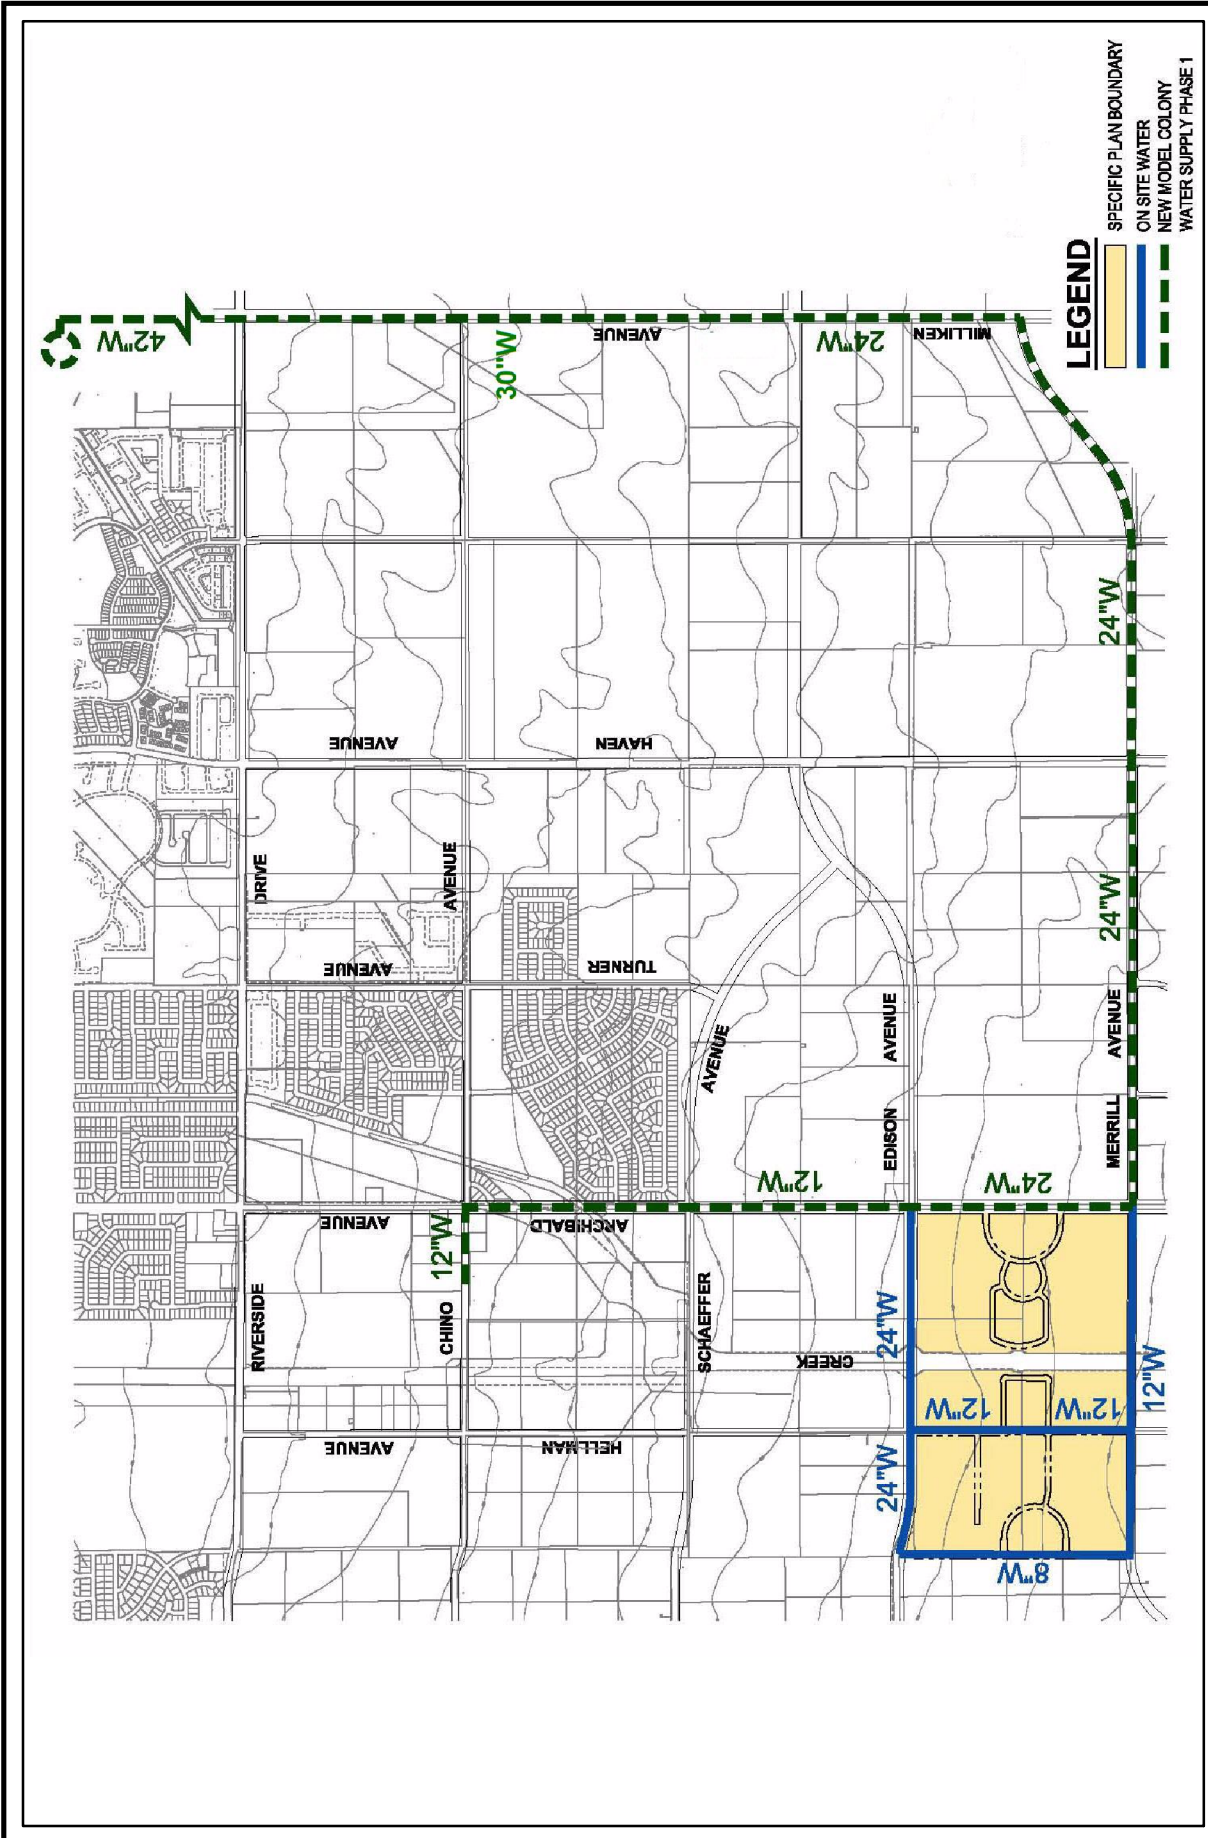 42"W
30"W
AVENUE
24"W
MILLIKEN
24"W
AVENUE
HAVEN
DRIVE
AVENUE
AVENUE
TURNER
24"W
AVENUE
AVENUE
AVENUE
EDISON
MERRILL
12"W
24"W
AVENUE
ARCHIBALD
12"W
RIVERSIDE
CHINO
SCHAEFFER
CREEK
24"W
12"W
12"W
12"W
AVENUE
HELLMAN
24"W
8"W
LEGEND
SPECIFIC PLAN BOUNDARY
ON SITE WATER
NEW MODEL COLONY
WATER SUPPLY PHASE 1